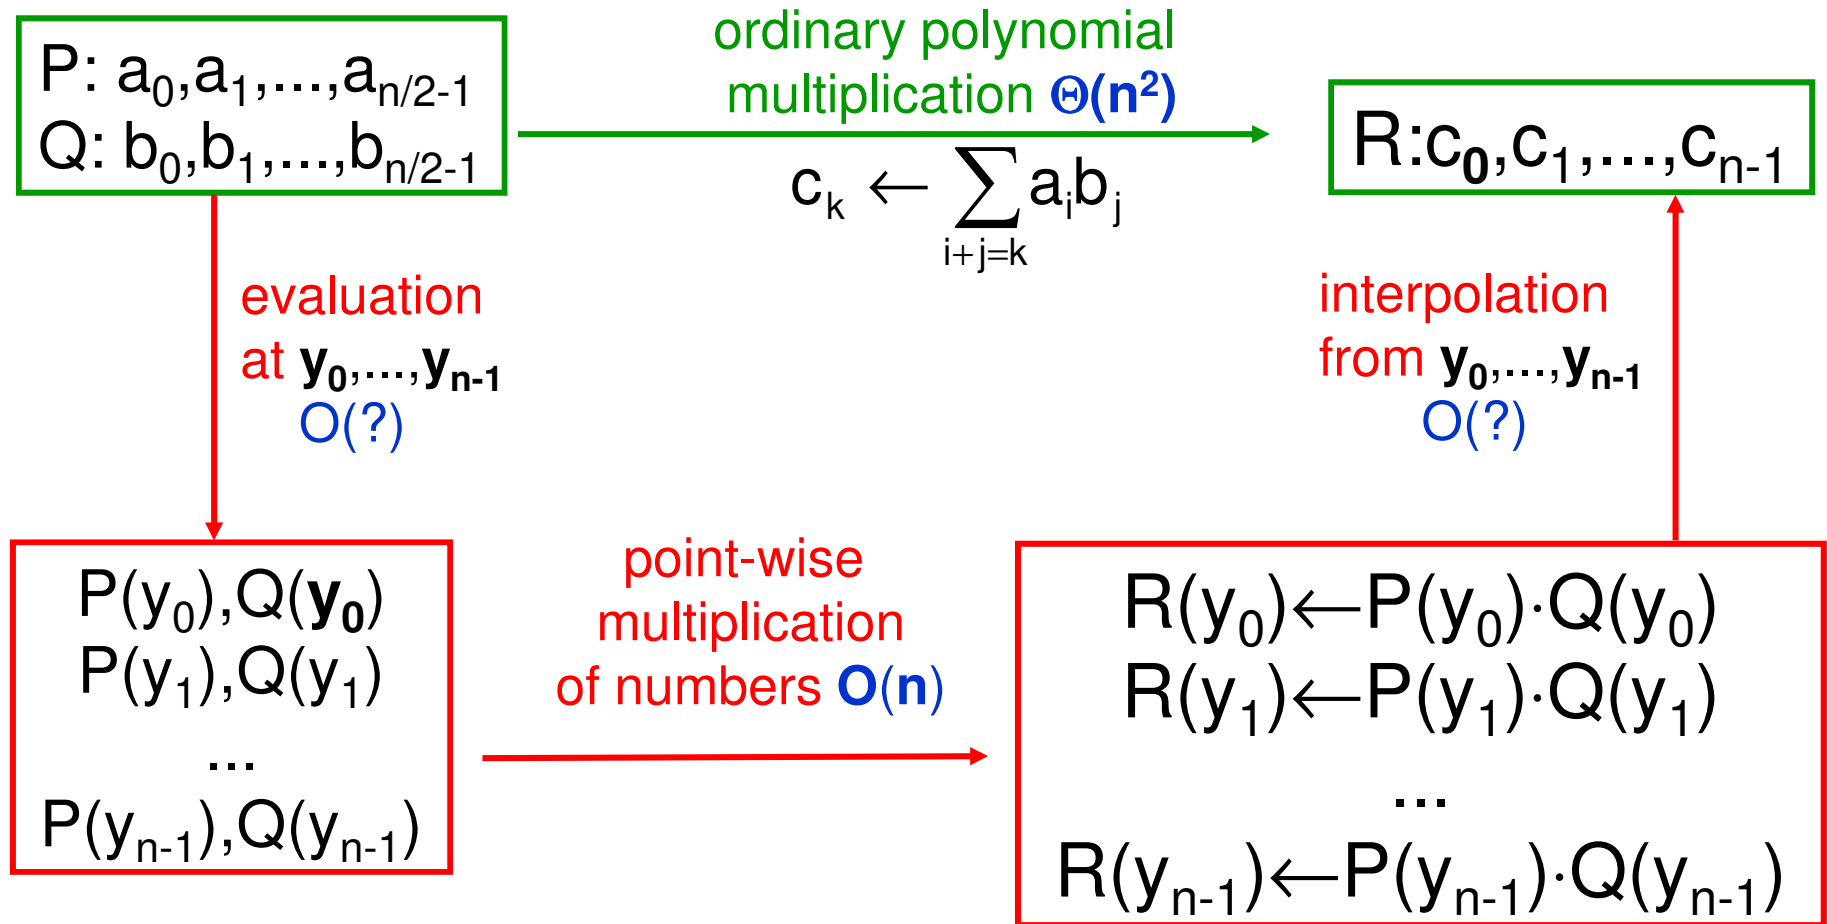 P: a₀,a₁,...,aₙ/₂₋₁
Q: b₀,b₁,...,bₙ/₂₋₁
ordinary polynomial
multiplication Θ(n²)
cₖ ← ∑ aᵢbⱼ
i+j=k
R:c₀,c₁,...,cₙ₋₁
evaluation
at y₀,...,yₙ₋₁
O(?)
interpolation
from y₀,...,yₙ₋₁
O(?)
P(y₀),Q(y₀)
P(y₁),Q(y₁)
...
P(yₙ₋₁),Q(yₙ₋₁)
point-wise
multiplication
of numbers O(n)
R(y₀)←P(y₀)·Q(y₀)
R(y₁)←P(y₁)·Q(y₁)
...
R(yₙ₋₁)←P(yₙ₋₁)·Q(yₙ₋₁)